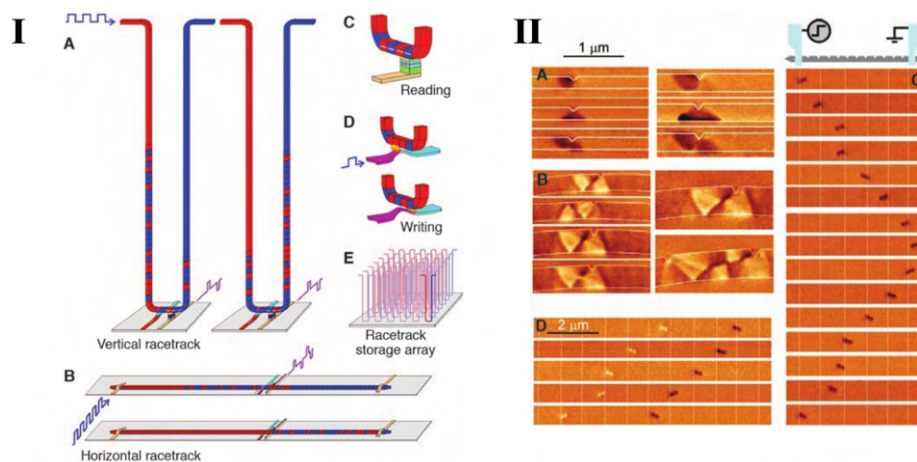 I
A
Vertical racetrack
B
Horizontal racetrack
C
Reading
D
Writing
E
Racetrack
storage array
II
1 µm
A
B
D
2 µm